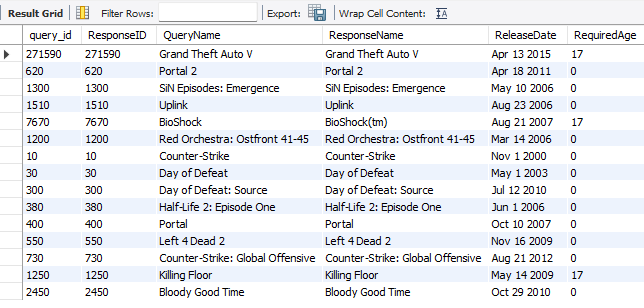 Result Grid Filter Rows: Export: Wrap Cell Content: IA
query_id ResponseID QueryName ResponseName ReleaseDate RequiredAge
271590 271590 Grand Theft Auto V Grand Theft Auto V Apr 13 2015 17
620 620 Portal 2 Portal 2 Apr 18 2011 0
1300 1300 SiN Episodes: Emergence SiN Episodes: Emergence May 10 2006 0
1510 1510 Uplink Uplink Aug 23 2006 0
7670 7670 BioShock BioShock(tm) Aug 21 2007 17
1200 1200 Red Orchestra: Ostfront 41-45 Red Orchestra: Ostfront 41-45 Mar 14 2006 0
10 10 Counter-Strike Counter-Strike Nov 1 2000 0
30 30 Day of Defeat Day of Defeat May 1 2003 0
300 300 Day of Defeat: Source Day of Defeat: Source Jul 12 2010 0
380 380 Half-Life 2: Episode One Half-Life 2: Episode One Jun 1 2006 0
400 400 Portal Portal Oct 10 2007 0
550 550 Left 4 Dead 2 Left 4 Dead 2 Nov 16 2009 0
730 730 Counter-Strike: Global Offensive Counter-Strike: Global Offensive Aug 21 2012 0
1250 1250 Killing Floor Killing Floor May 14 2009 17
2450 2450 Bloody Good Time Bloody Good Time Oct 29 2010 0